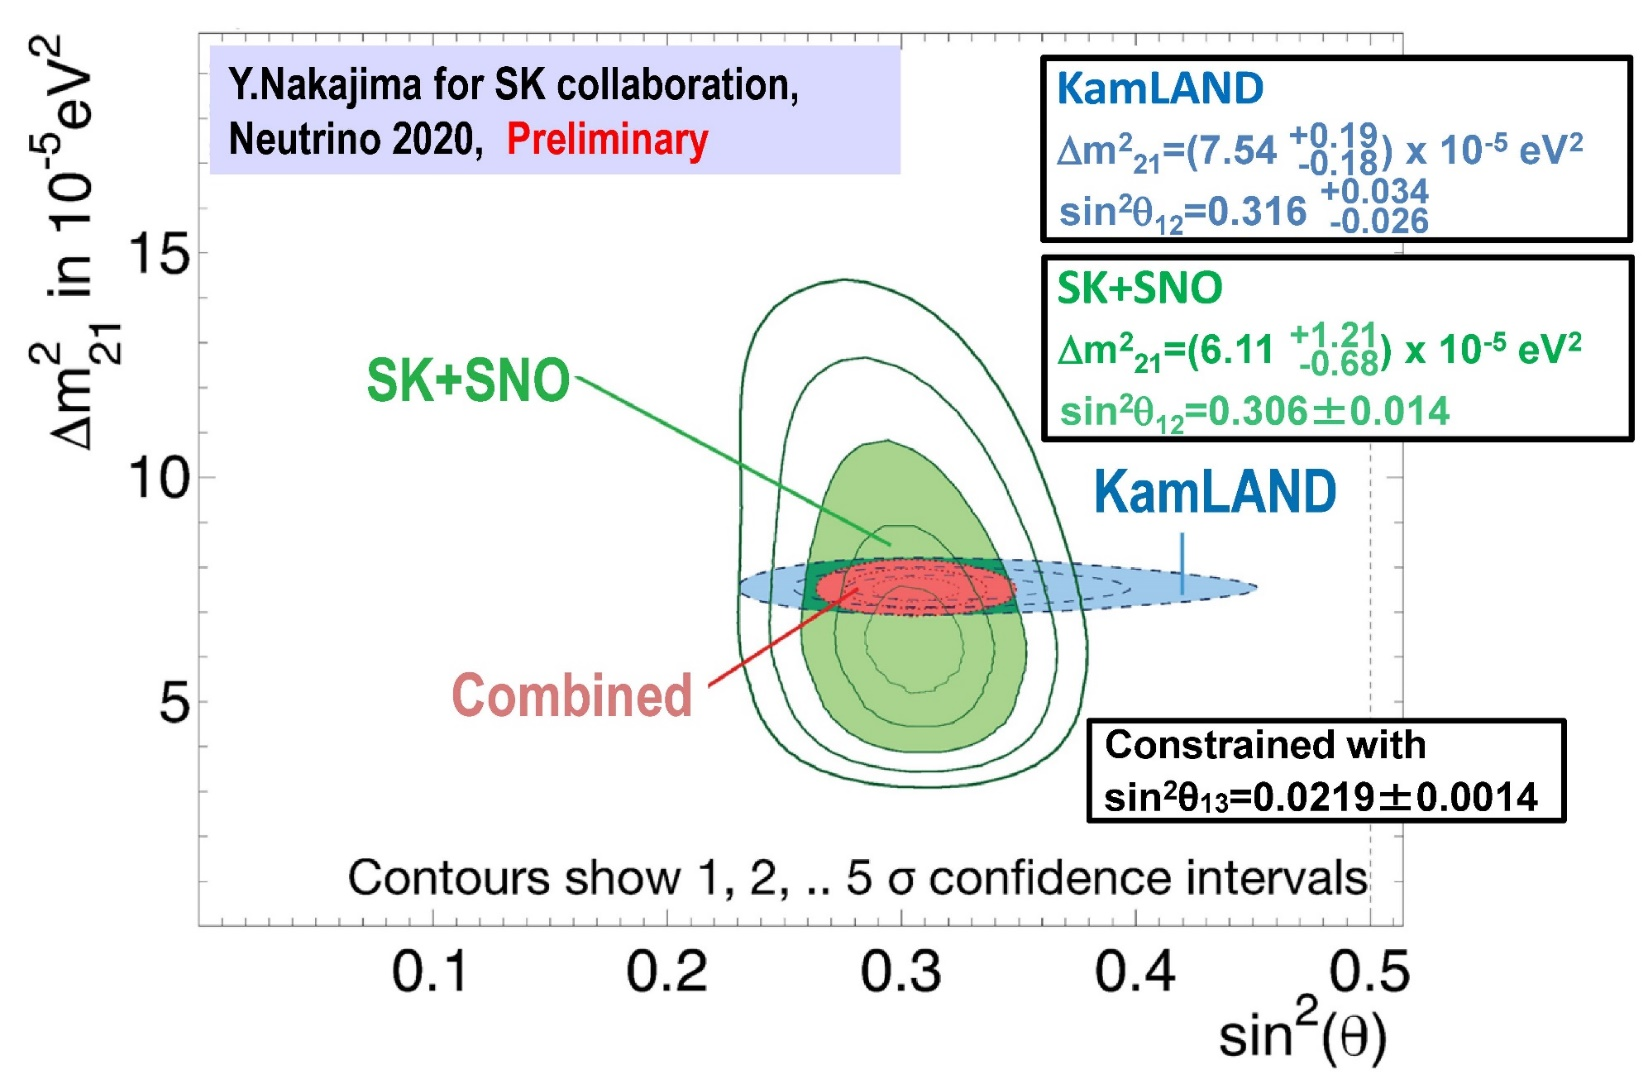 Y.Nakajima for SK collaboration,
Neutrino 2020, Preliminary
KamLAND
Δm²₂₁=(7.54 +0.19 -0.18) x 10⁻⁵ eV²
sin²θ₁₂=0.316 +0.034 -0.026
SK+SNO
Δm²₂₁=(6.11 +1.21 -0.68) x 10⁻⁵ eV²
sin²θ₁₂=0.306±0.014
Δm²₂₁ in 10⁻⁵eV²
15
10
5
SK+SNO
KamLAND
Combined
Constrained with
sin²θ₁₃=0.0219±0.0014
Contours show 1, 2, .. 5 σ confidence intervals
0.1 0.2 0.3 0.4 0.5
sin²(θ)